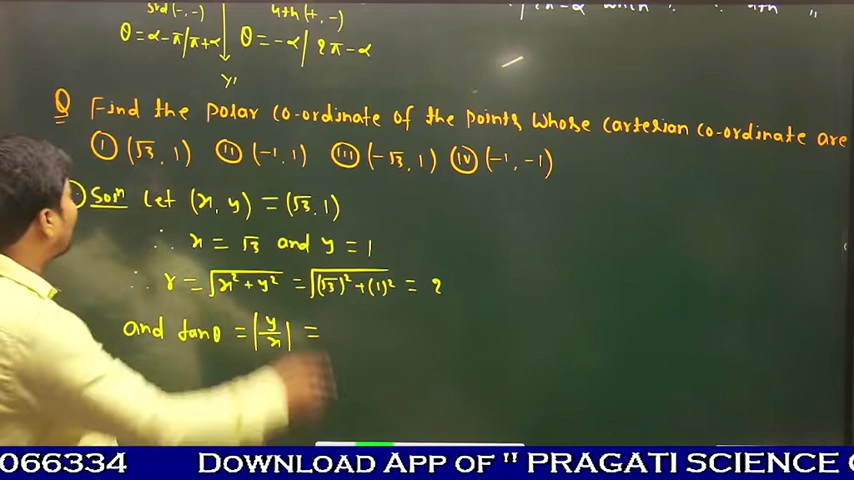 3rd (-, -) 4th (+, -)
θ = α-π/π+α θ = -α / 2π-α
Y'
4th "
Q Find the Polar co-ordinate of the points whose carterian co-ordinate are
(I) (√3, 1) (II) (-1, 1) (III) (-√3, 1) (IV) (-1, -1)
Solⁿ Let (x, y) = (√3, 1)
∴ x = √3 and y = 1
∴ r = √x² + y² = √(√3)² + (1)² = 2
and tanθ = |y/x| =
066334 DOWNLOAD APP OF " PRAGATI SCIENCE